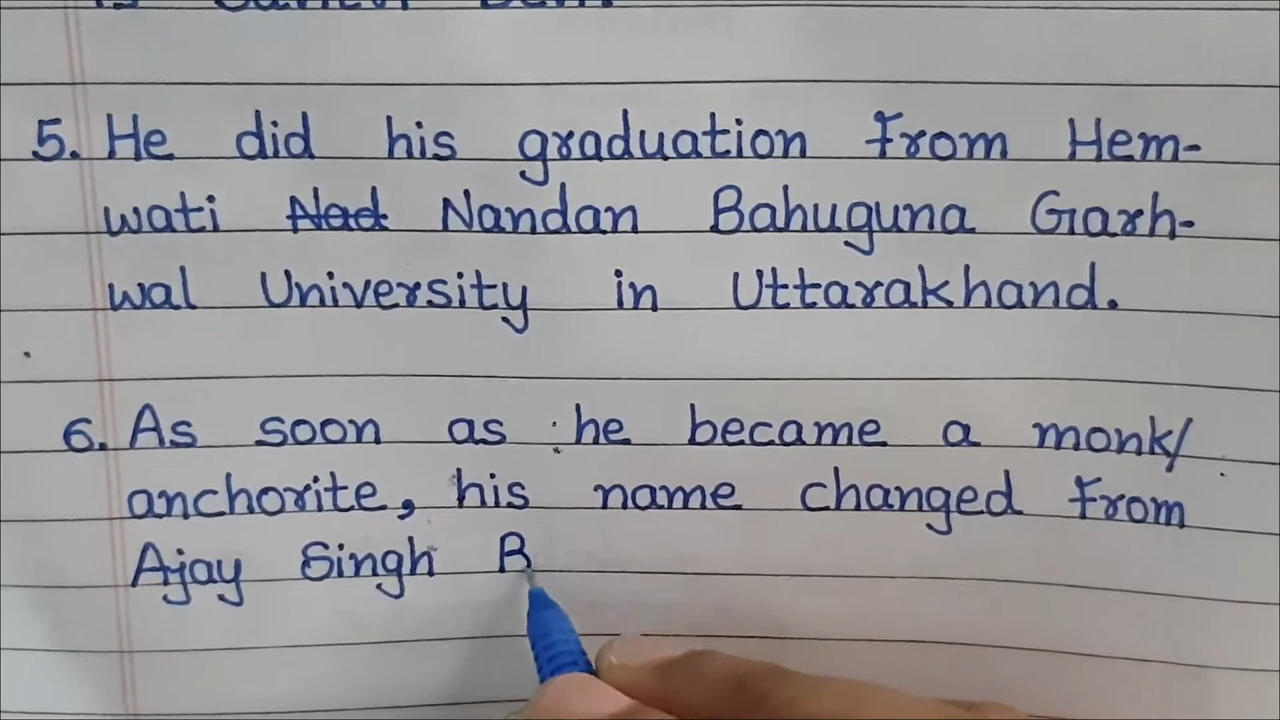 5. He did his graduation from Hem-
wati Nad Nandan Bahuguna Garh-
wal University in Uttarakhand.
6. As soon as he became a monk/
anchorite, his name changed from
Ajay Singh B